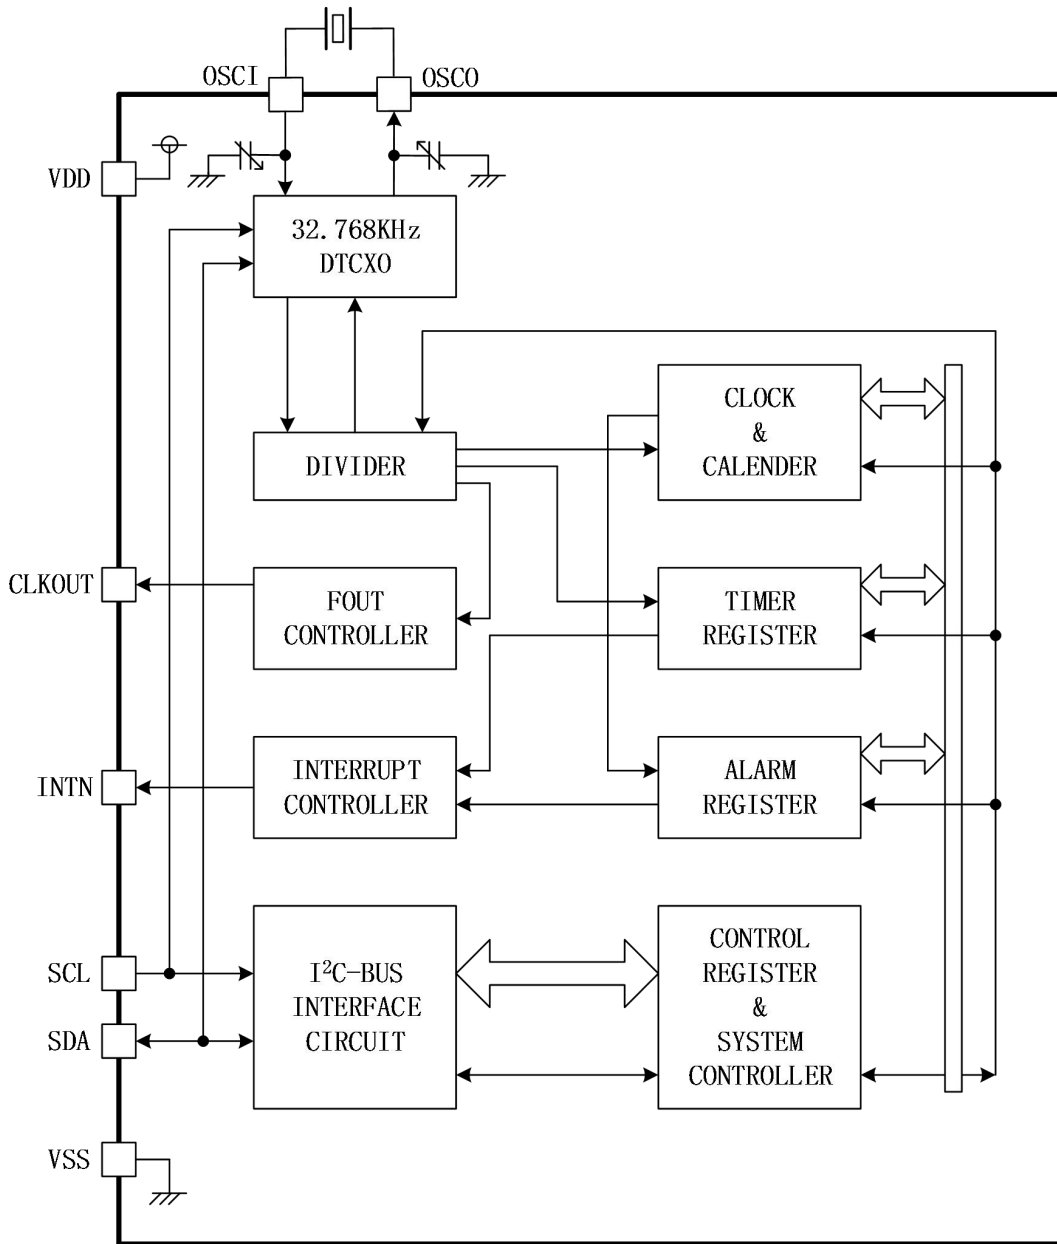 OSCI
OSCO
VDD
32.768KHz
DTCXO
CLOCK
&
CALENDER
DIVIDER
CLKOUT
FOUT
CONTROLLER
TIMER
REGISTER
INTN
INTERRUPT
CONTROLLER
ALARM
REGISTER
SCL
SDA
I²C-BUS
INTERFACE
CIRCUIT
CONTROL
REGISTER
&
SYSTEM
CONTROLLER
VSS